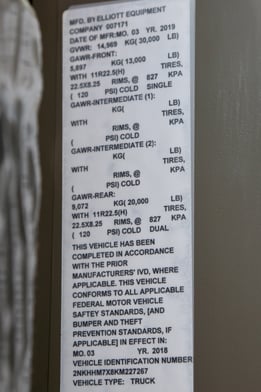 MFD. BY ELLIOTT EQUIPMENT
COMPANY 007171
DATE OF MFR: MO. 03 YR. 2019
GVWR: 14,969 KG( 30,000 LB)
GAWR-FRONT:
5,897 KG( 13,000 LB)
WITH 11R22.5(H) TIRES,
22.5X8.25 RIMS, @ 827 KPA
( 120 PSI) COLD SINGLE
GAWR-INTERMEDIATE (1):
KG( LB)
WITH TIRES,
RIMS, @ KPA
( PSI) COLD
GAWR-INTERMEDIATE (2):
KG( LB)
WITH TIRES,
RIMS, @ KPA
( PSI) COLD
GAWR-REAR:
9,072 KG( 20,000 LB)
WITH 11R22.5(H) TIRES,
22.5X8.25 RIMS, @ 827 KPA
( 120 PSI) COLD DUAL
THIS VEHICLE HAS BEEN
COMPLETED IN ACCORDANCE
WITH THE PRIOR
MANUFACTURERS' IVD, WHERE
APPLICABLE. THIS VEHICLE
CONFORMS TO ALL APPLICABLE
FEDERAL MOTOR VEHICLE
SAFTEY STANDARDS, [AND
BUMPER AND THEFT
PREVENTION STANDARDS, IF
APPLICABLE] IN EFFECT IN:
MO. 03 YR. 2018
VEHICLE IDENTIFICATION NUMBER
2NKHHM7X8KM227267
VEHICLE TYPE: TRUCK